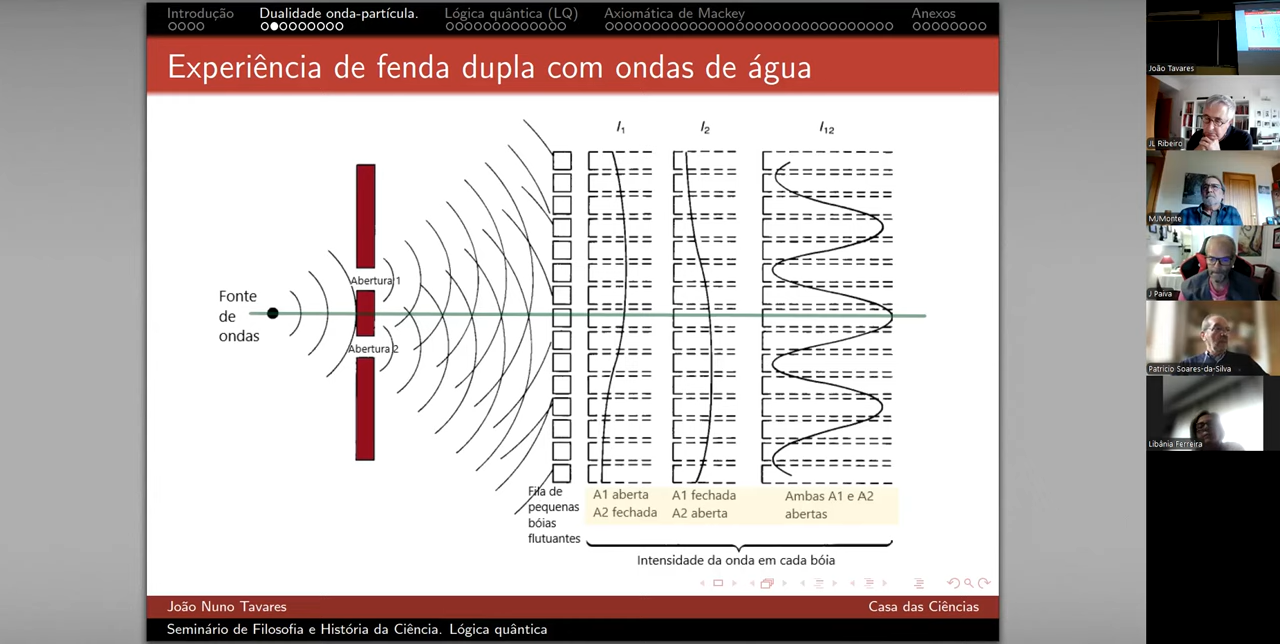 Introdução
Dualidade onda-partícula.
Lógica quântica (LQ)
Axiomática de Mackey
Anexos
Experiência de fenda dupla com ondas de água
I1
I2
I12
Abertura 1
Fonte
de
ondas
Abertura 2
Fila de
pequenas
bóias
flutuantes
A1 aberta
A2 fechada
A1 fechada
A2 aberta
Ambas A1 e A2
abertas
Intensidade da onda em cada bóia
João Nuno Tavares
Casa das Ciências
Seminário de Filosofia e História da Ciência. Lógica quântica
João Tavares
JL Ribeiro
MJMonte
J Paiva
Patrício Soares-da-Silva
Libânia Ferreira